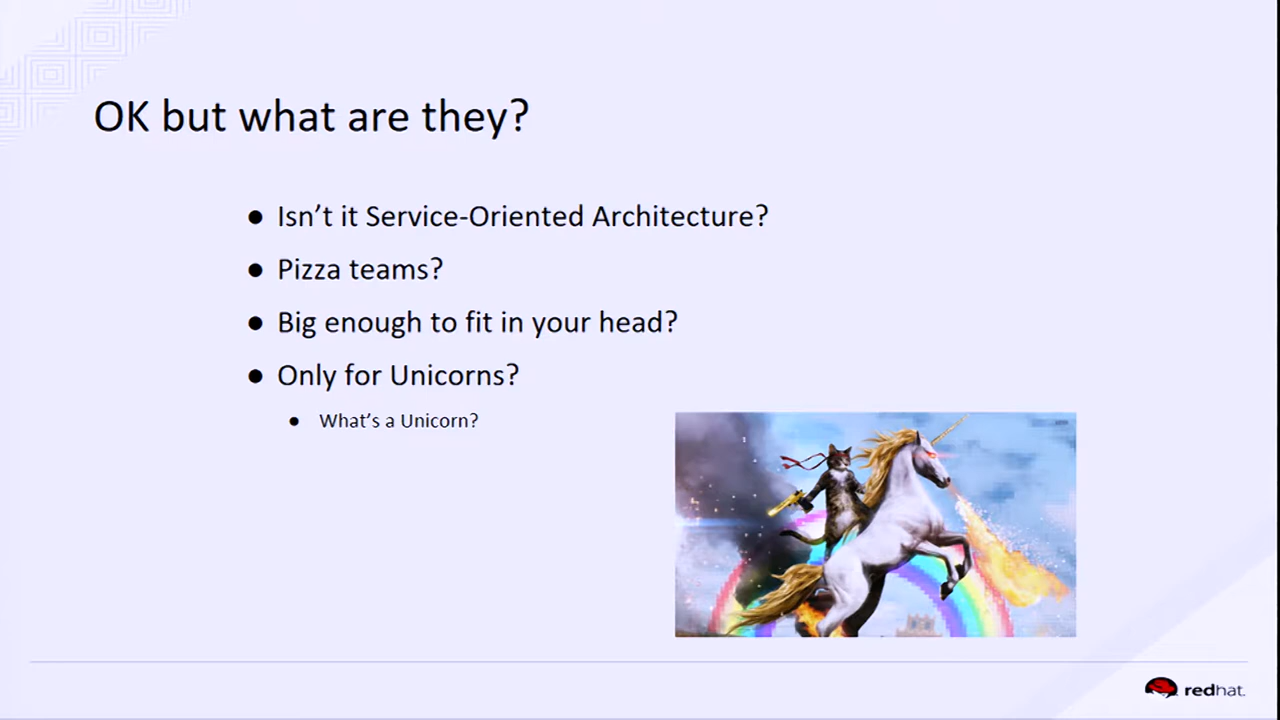 OK but what are they?
● Isn't it Service-Oriented Architecture?
● Pizza teams?
● Big enough to fit in your head?
● Only for Unicorns?
● What's a Unicorn?
redhat.